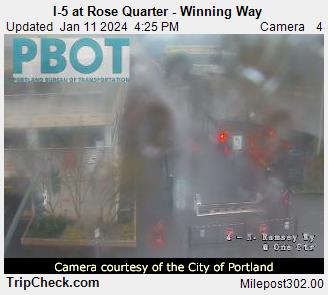 I-5 at Rose Quarter - Winning Way
Updated Jan 11 2024 4:25 PM Camera 4
PBOT
PORTLAND BUREAU OF TRANSPORTATION
4 - N. Ramsey Wy
@ One Ctr
Camera courtesy of the City of Portland
TripCheck.com Milepost302.00